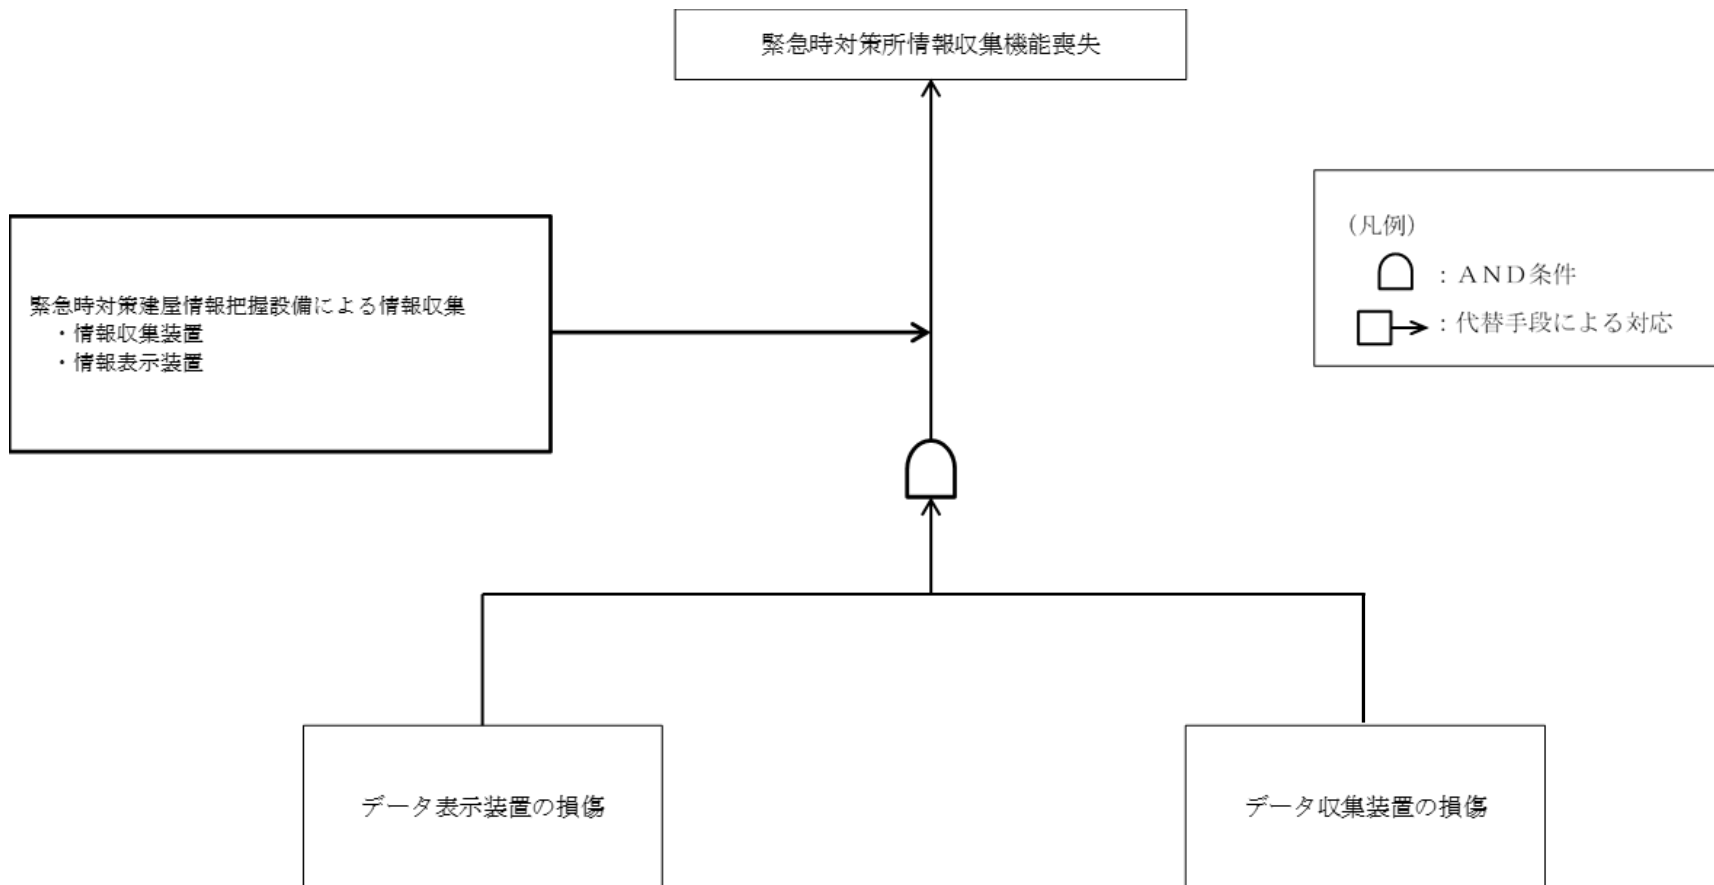 緊急時対策所情報収集機能喪失
緊急時対策建屋情報把握設備による情報収集
・情報収集装置
・情報表示装置
(凡例)
：ＡＮＤ条件
：代替手段による対応
データ表示装置の損傷
データ収集装置の損傷